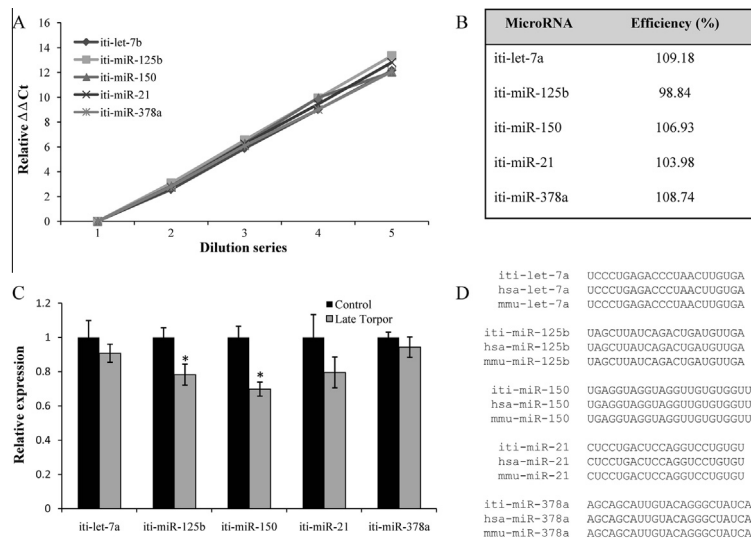 A
Relative ΔΔCt
16
14
12
10
8
6
4
2
0
iti-let-7b
iti-miR-125b
iti-miR-150
iti-miR-21
iti-miR-378a
1 2 3 4 5
Dilution series
B
MicroRNA Efficiency (%)
iti-let-7a 109.18
iti-miR-125b 98.84
iti-miR-150 106.93
iti-miR-21 103.98
iti-miR-378a 108.74
C
Relative expression
1.2
1
0.8
0.6
0.4
0.2
0
Control
Late Torpor
*
*
iti-let-7a iti-miR-125b iti-miR-150 iti-miR-21 iti-miR-378a
D
iti-let-7a UCCCUGAGACCCUAACUUGUGA
hsa-let-7a UCCCUGAGACCCUAACUUGUGA
mmu-let-7a UCCCUGAGACCCUAACUUGUGA
iti-miR-125b UAGCUUAUCAGACUGAUGUUGA
hsa-miR-125b UAGCUUAUCAGACUGAUGUUGA
mmu-miR-125b UAGCUUAUCAGACUGAUGUUGA
iti-miR-150 UGAGGUAGGUAGGUUGUGUGGUU
hsa-miR-150 UGAGGUAGGUAGGUUGUGUGGUU
mmu-miR-150 UGAGGUAGGUAGGUUGUGUGGUU
iti-miR-21 CUCCUGACUCCAGGUCCUGUGU
hsa-miR-21 CUCCUGACUCCAGGUCCUGUGU
mmu-miR-21 CUCCUGACUCCAGGUCCUGUGU
iti-miR-378a AGCAGCAUUGUACAGGGCUAUCA
hsa-miR-378a AGCAGCAUUGUACAGGGCUAUCA
mmu-miR-378a AGCAGCAUUGUACAGGGCUAUCA